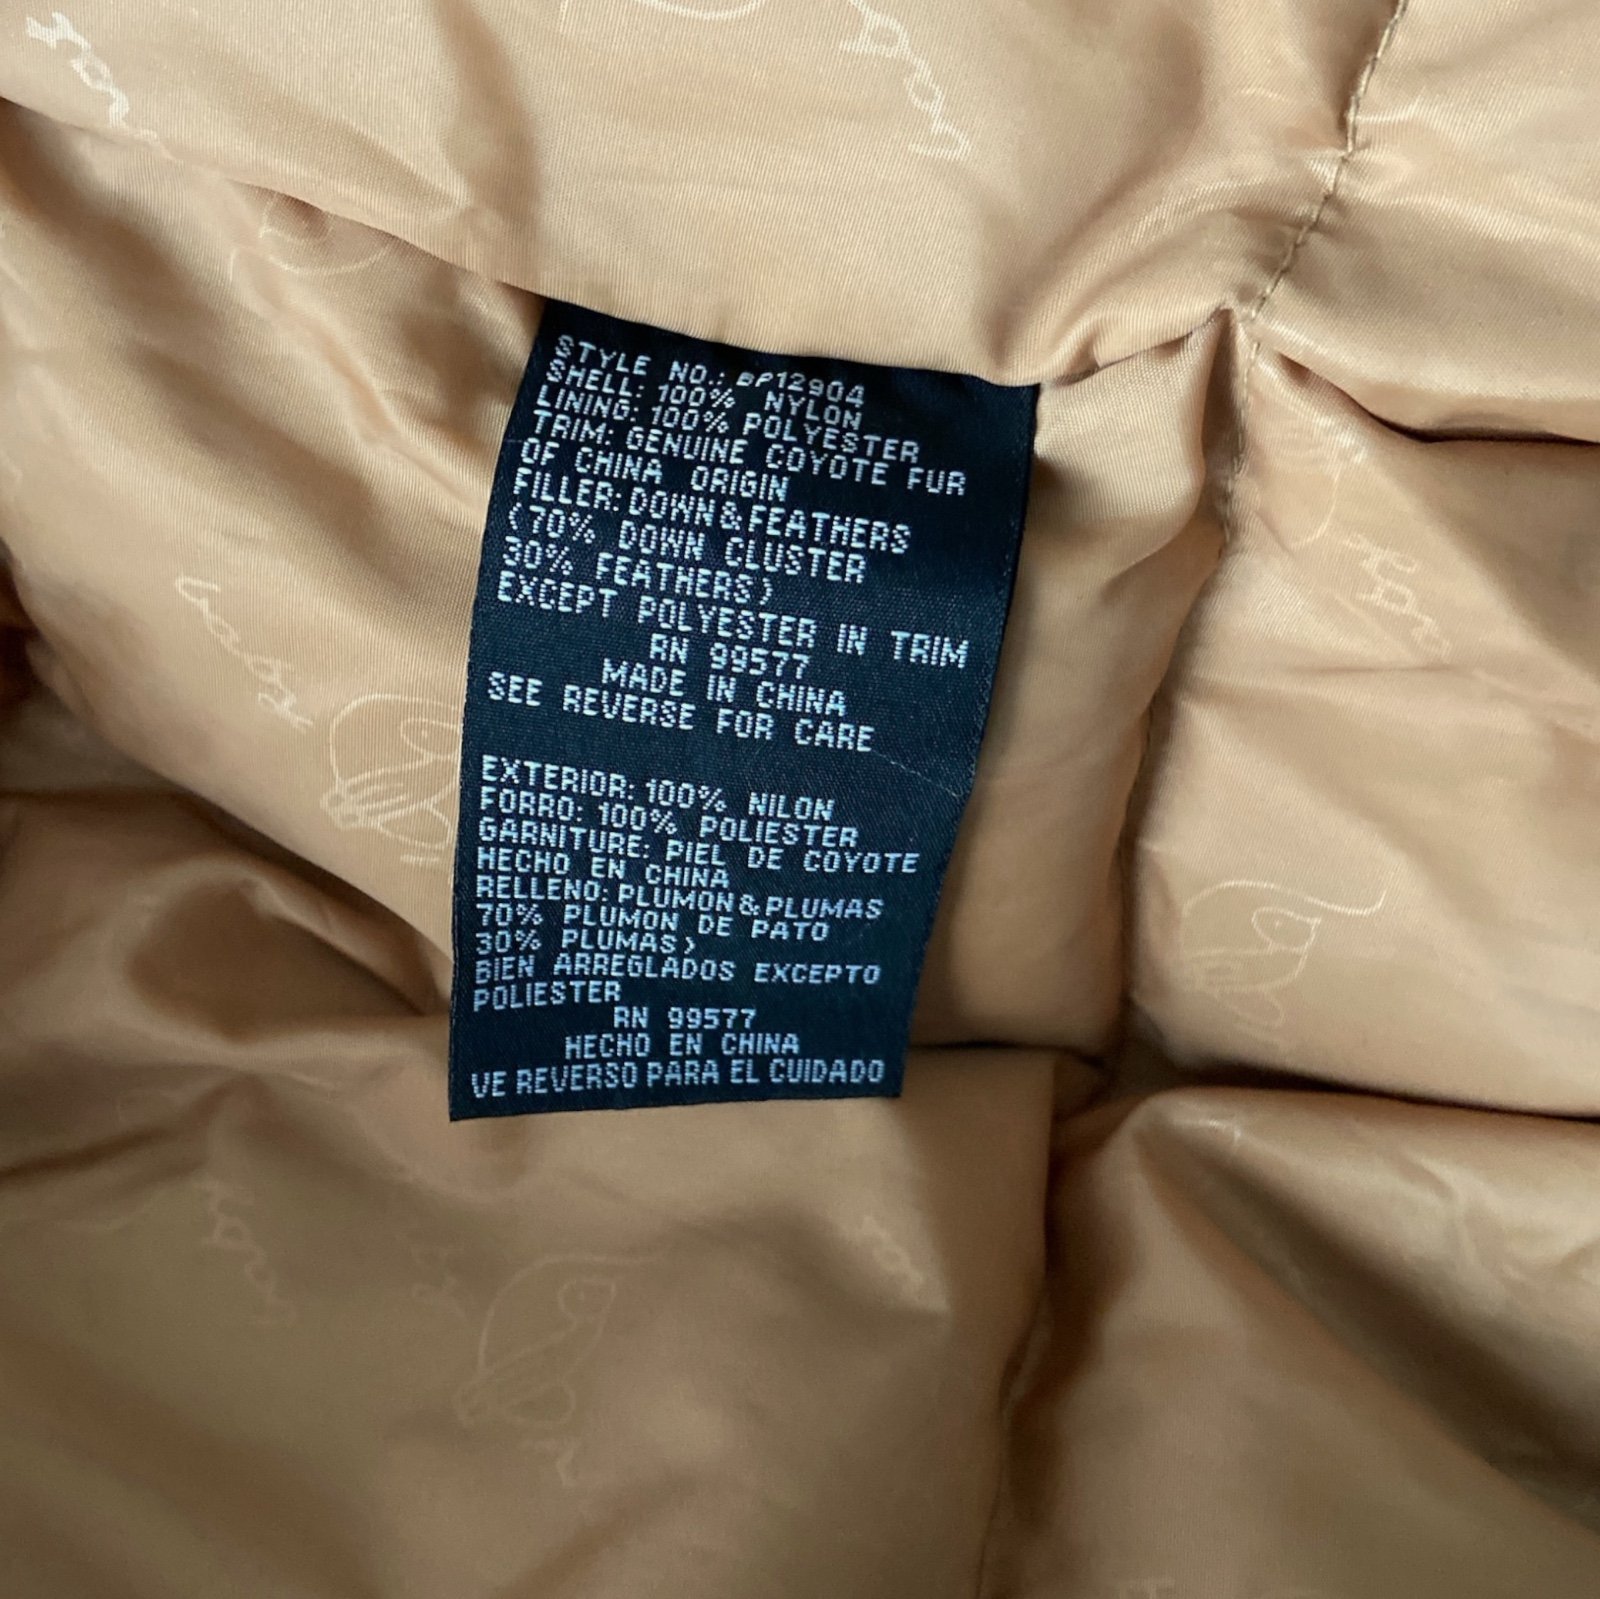 STYLE NO.: BP12904
SHELL: 100% NYLON
LINING: 100% POLYESTER
TRIM: GENUINE COYOTE FUR
OF CHINA ORIGIN
FILLER: DOWN&FEATHERS
(70% DOWN CLUSTER
30% FEATHERS)
EXCEPT POLYESTER IN TRIM
RN 99577
MADE IN CHINA
SEE REVERSE FOR CARE
EXTERIOR: 100% NILON
FORRO: 100% POLIESTER
GARNITURE: PIEL DE COYOTE
HECHO EN CHINA
RELLENO: PLUMON&PLUMAS
70% PLUMON DE PATO
30% PLUMAS)
BIEN ARREGLADOS EXCEPTO
POLIESTER
RN 99577
HECHO EN CHINA
VE REVERSO PARA EL CUIDADO